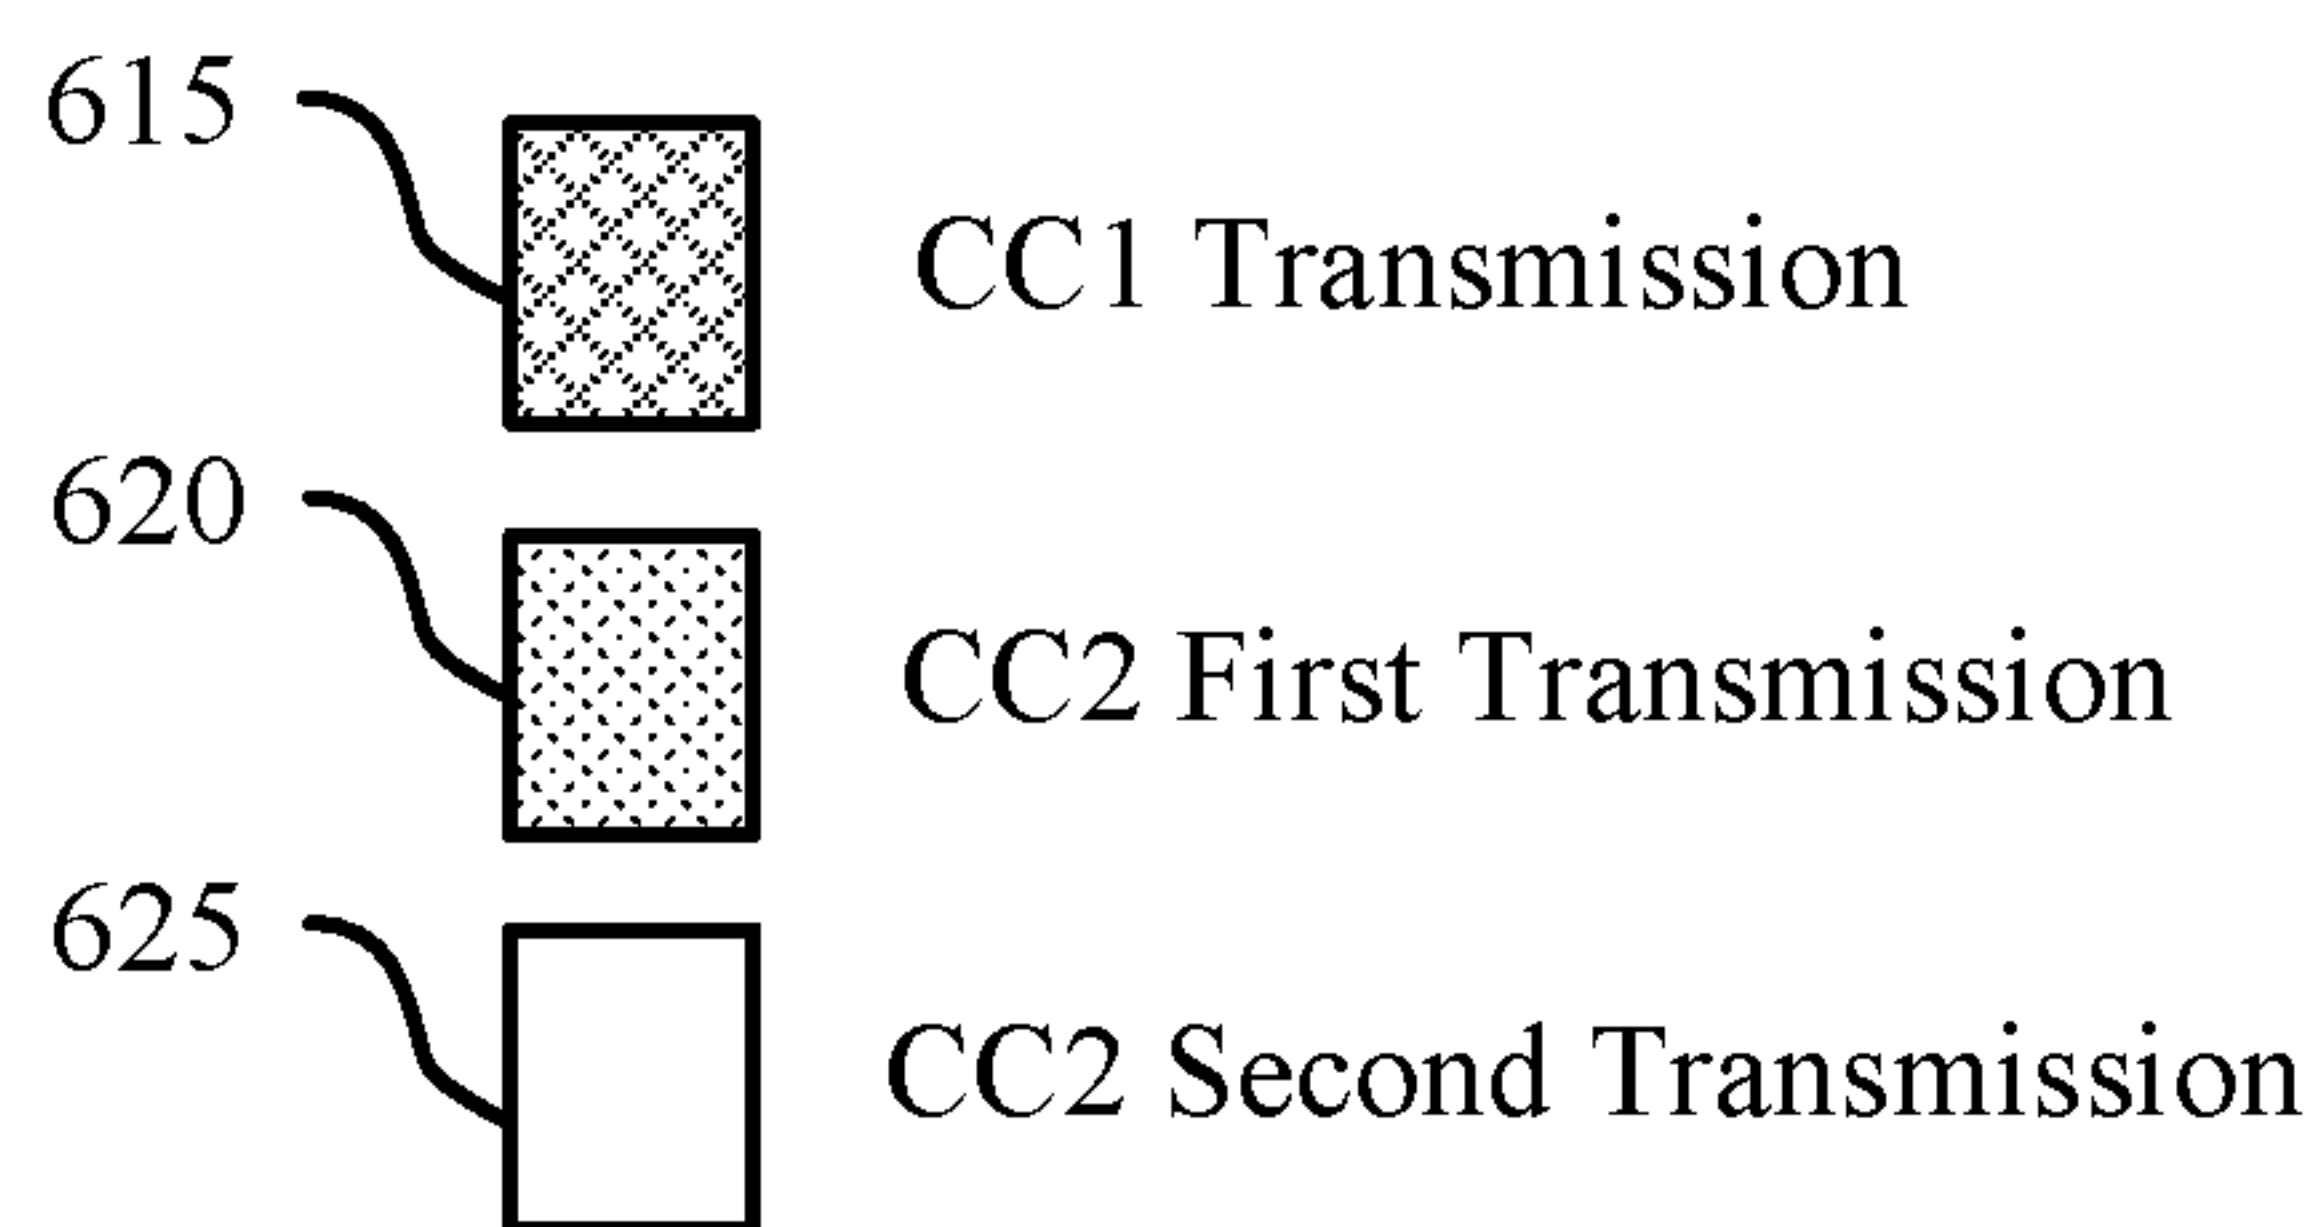 615
CC1 Transmission
620
CC2 First Transmission
625
CC2 Second Transmission